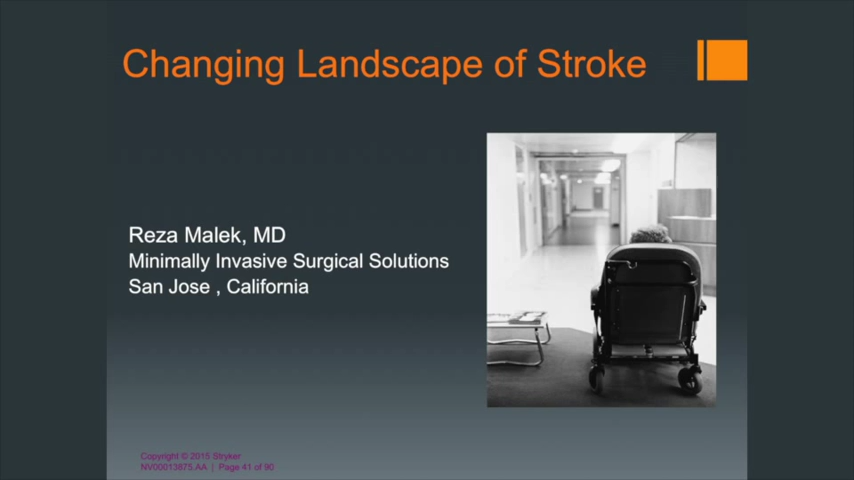 Changing Landscape of Stroke
Reza Malek, MD
Minimally Invasive Surgical Solutions
San Jose , California
Copyright © 2015 Stryker
NV00013875.AA | Page 41 of 90